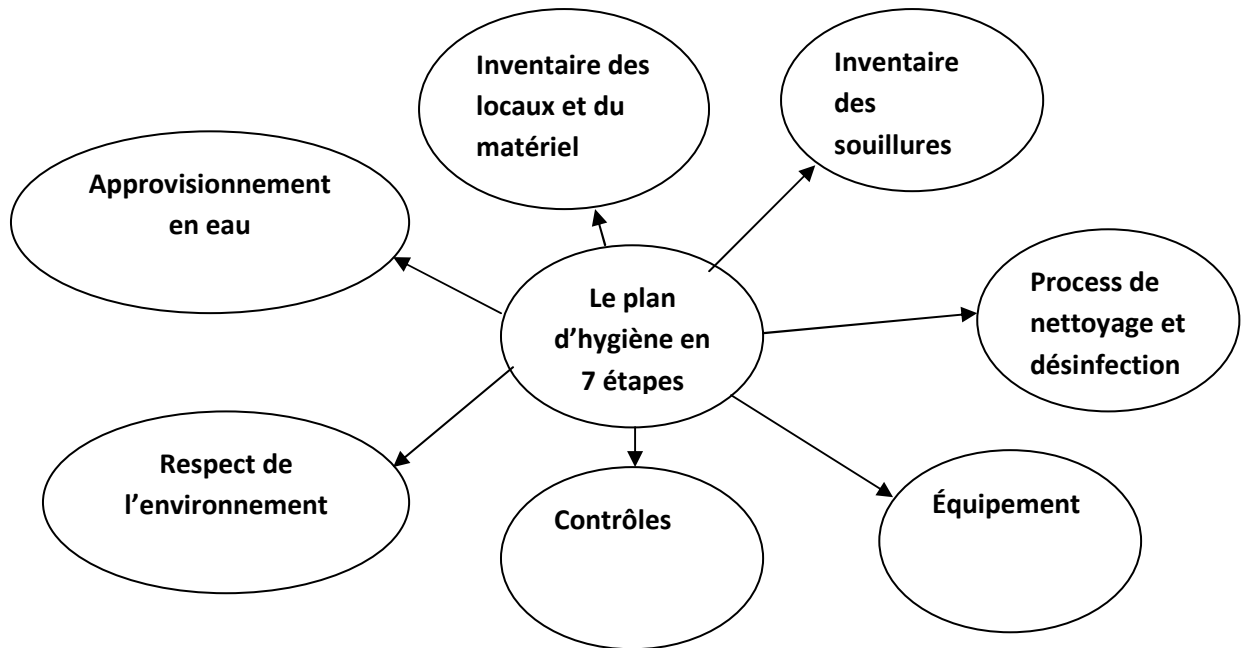 Inventaire des
locaux et du
matériel
Inventaire
des
souillures
Approvisionnement
en eau
Le plan
d’hygiène en
7 étapes
Process de
nettoyage et
désinfection
Respect de
l’environnement
Contrôles
Équipement